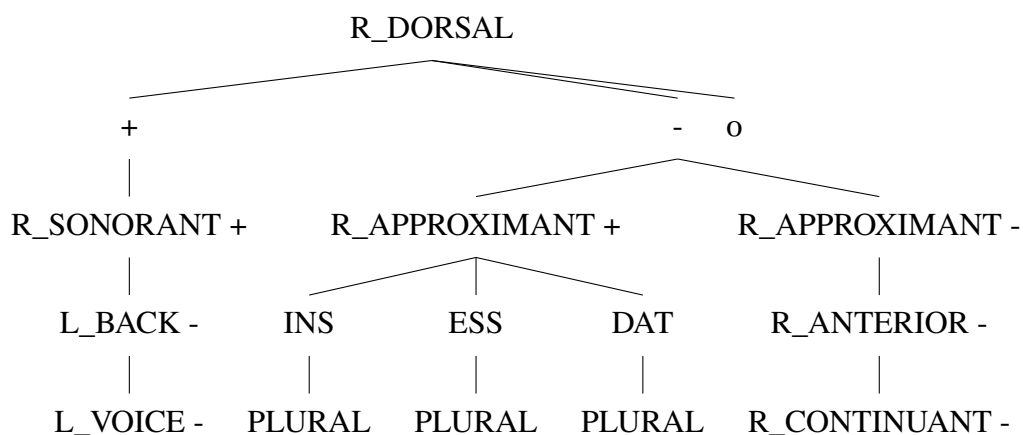 R_DORSAL
+ - o
R_SONORANT + R_APPROXIMANT + R_APPROXIMANT -
L_BACK - INS ESS DAT R_ANTERIOR -
L_VOICE - PLURAL PLURAL PLURAL R_CONTINUANT -